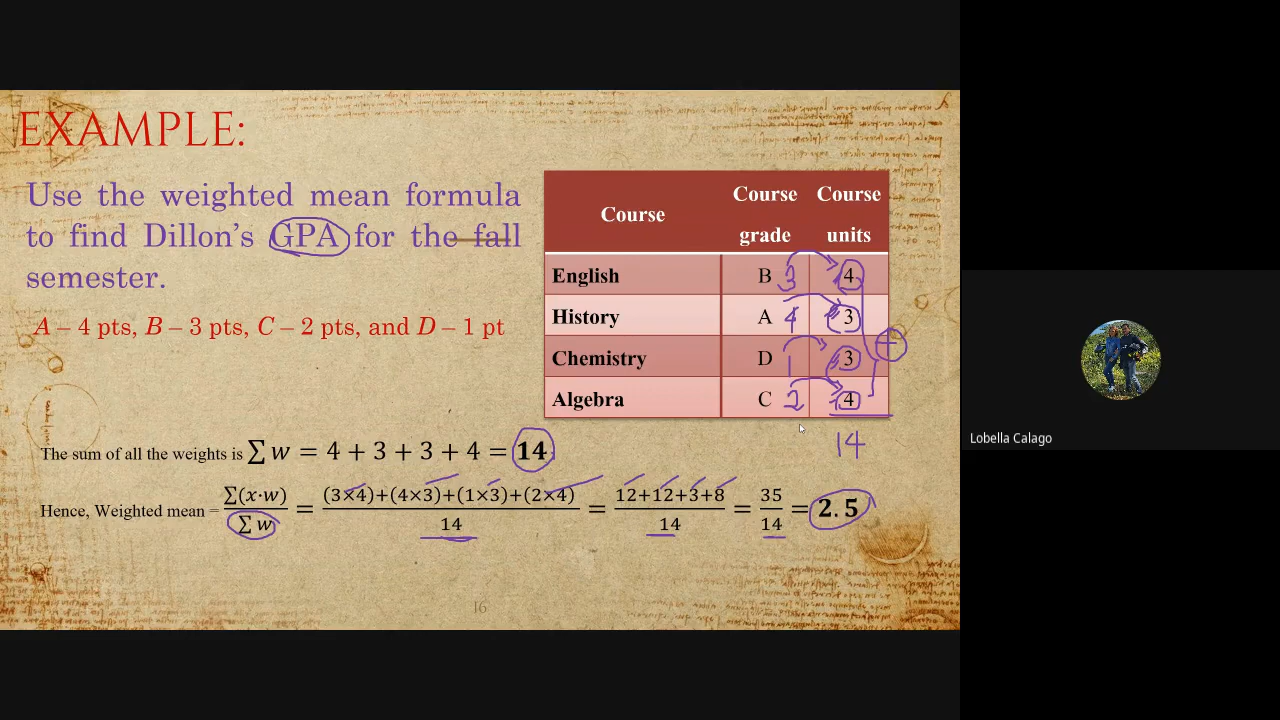 EXAMPLE:
Use the weighted mean formula
to find Dillon's GPA for the fall
semester.
A – 4 pts, B – 3 pts, C – 2 pts, and D – 1 pt
Course Course grade Course units
English B 3 4
History A 4 3
Chemistry D 1 3
Algebra C 2 4
+
14
The sum of all the weights is ∑ w = 4 + 3 + 3 + 4 = 14
Hence, Weighted mean = ∑(x·w)/∑ w = (3×4)+(4×3)+(1×3)+(2×4)/14 = 12+12+3+8/14 = 35/14 = 2.5
16
Lobella Calago